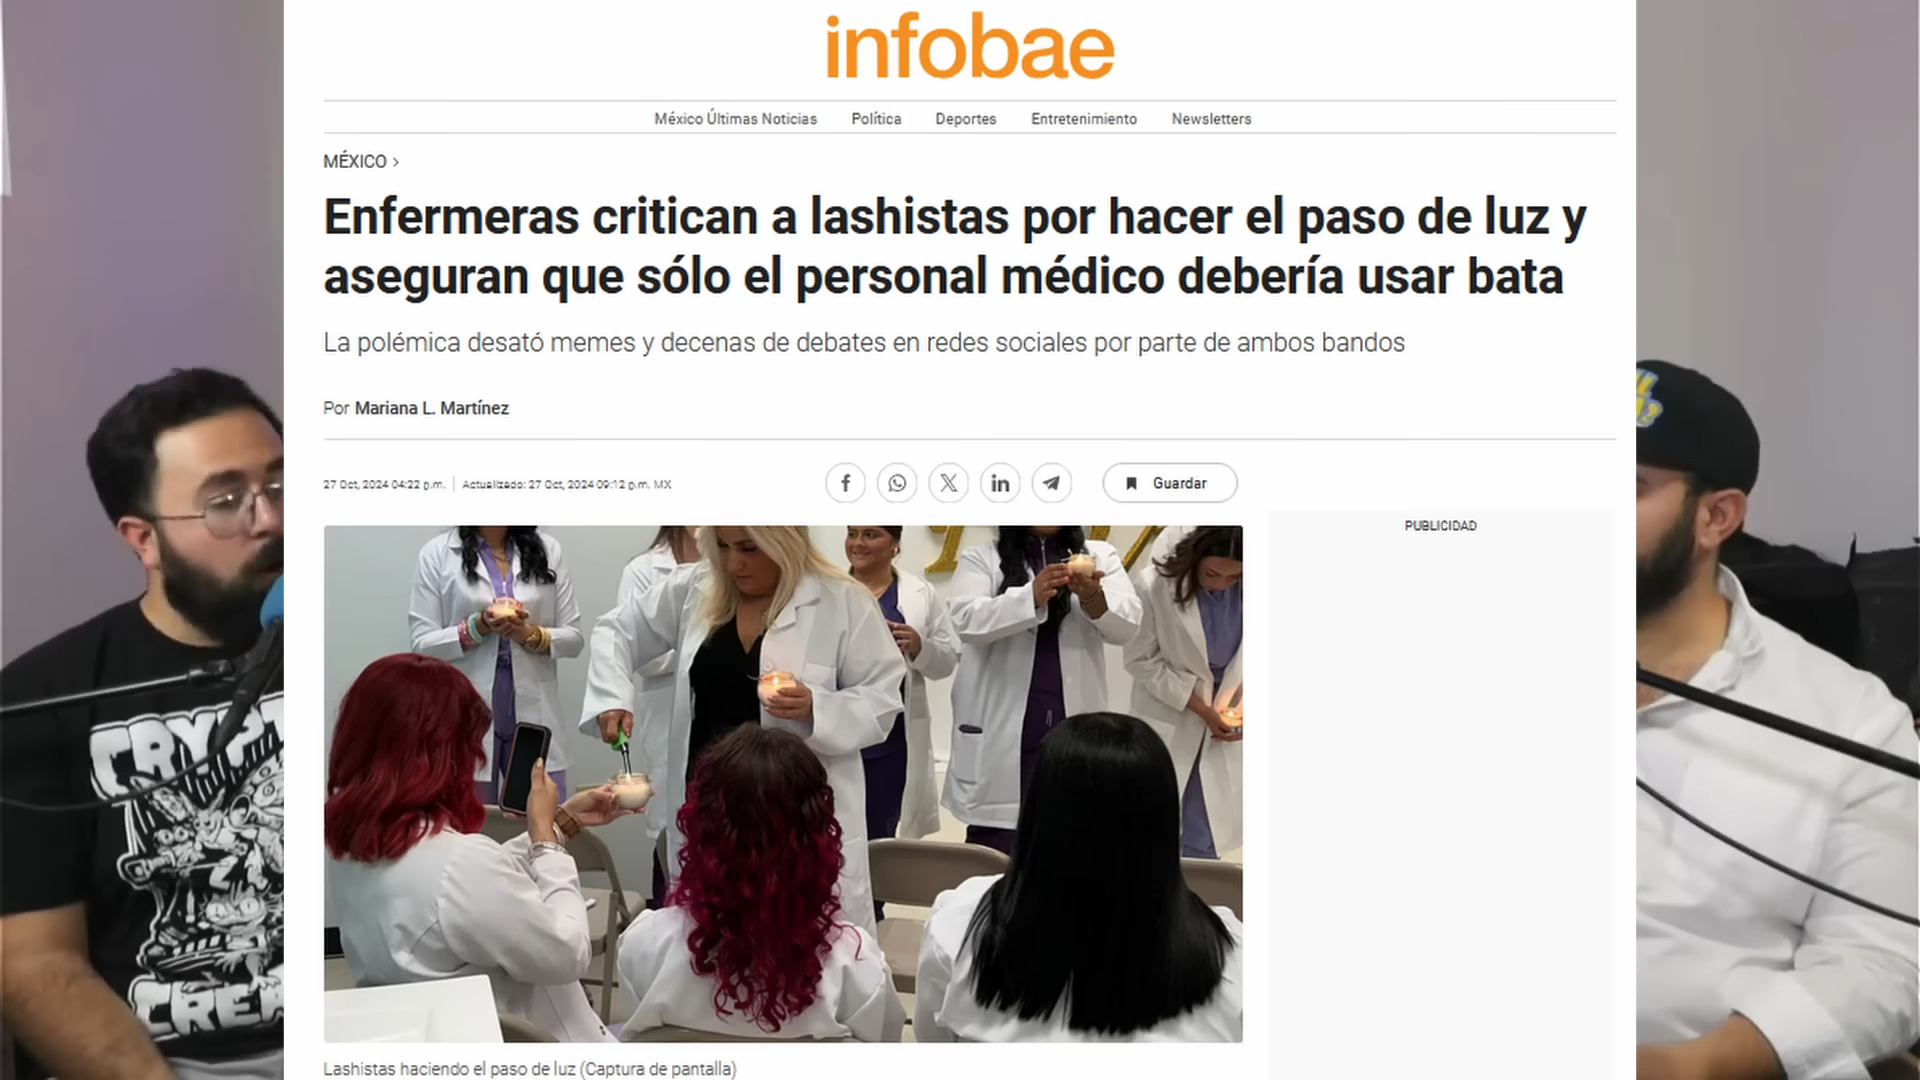 infobae
México Últimas Noticias Política Deportes Entretenimiento Newsletters
MÉXICO >
Enfermeras critican a lashistas por hacer el paso de luz y
aseguran que sólo el personal médico debería usar bata
La polémica desató memes y decenas de debates en redes sociales por parte de ambos bandos
Por Mariana L. Martínez
27 Oct, 2024 04:22 p.m. Actualizado: 27 Oct, 2024 09:12 p.m. MX
Guardar
PUBLICIDAD
Lashistas haciendo el paso de luz (Captura de pantalla)